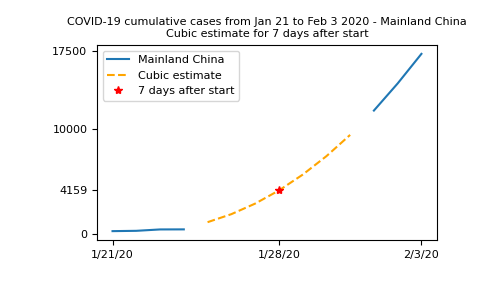 COVID-19 cumulative cases from Jan 21 to Feb 3 2020 - Mainland China
Cubic estimate for 7 days after start
17500
Mainland China
Cubic estimate
7 days after start
10000
4159
0
1/21/20
1/28/20
2/3/20